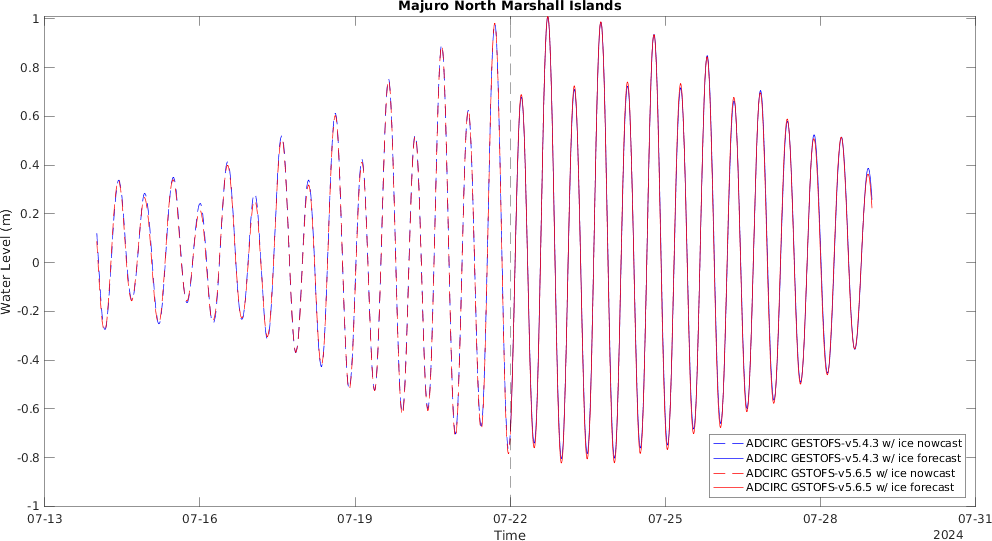 Majuro North Marshall Islands
1
0.8
0.6
0.4
0.2
0
-0.2
-0.4
-0.6
-0.8
-1
Water Level (m)
07-13
07-16
07-19
07-22
07-25
07-28
07-31
Time
2024
ADCIRC GESTOFS-v5.4.3 w/ ice nowcast
ADCIRC GESTOFS-v5.4.3 w/ ice forecast
ADCIRC GSTOFS-v5.6.5 w/ ice nowcast
ADCIRC GSTOFS-v5.6.5 w/ ice forecast